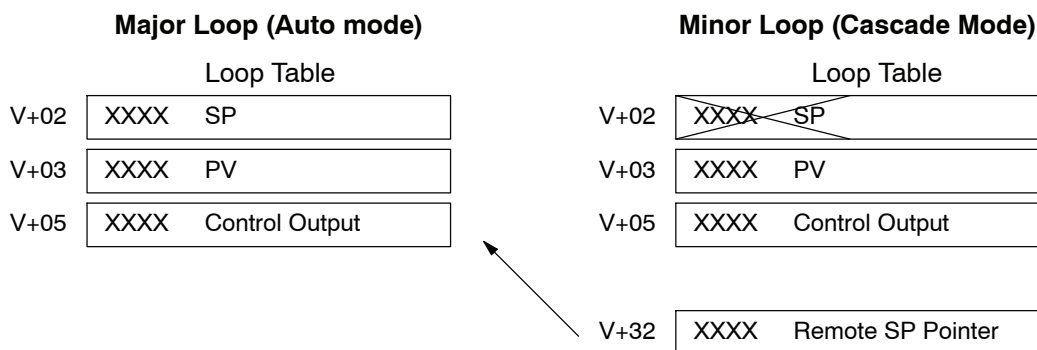 Major Loop (Auto mode)
Loop Table
V+02 XXXX SP
V+03 XXXX PV
V+05 XXXX Control Output
Minor Loop (Cascade Mode)
Loop Table
V+02 XXXX SP
V+03 XXXX PV
V+05 XXXX Control Output
V+32 XXXX Remote SP Pointer